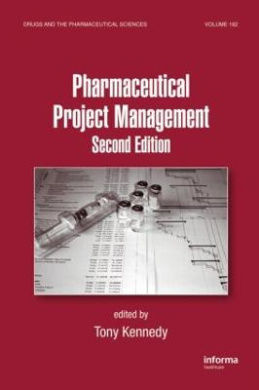 DRUGS AND THE PHARMACEUTICAL SCIENCES VOLUME 182
Pharmaceutical
Project Management
Second Edition
edited by
Tony Kennedy
informa
healthcare